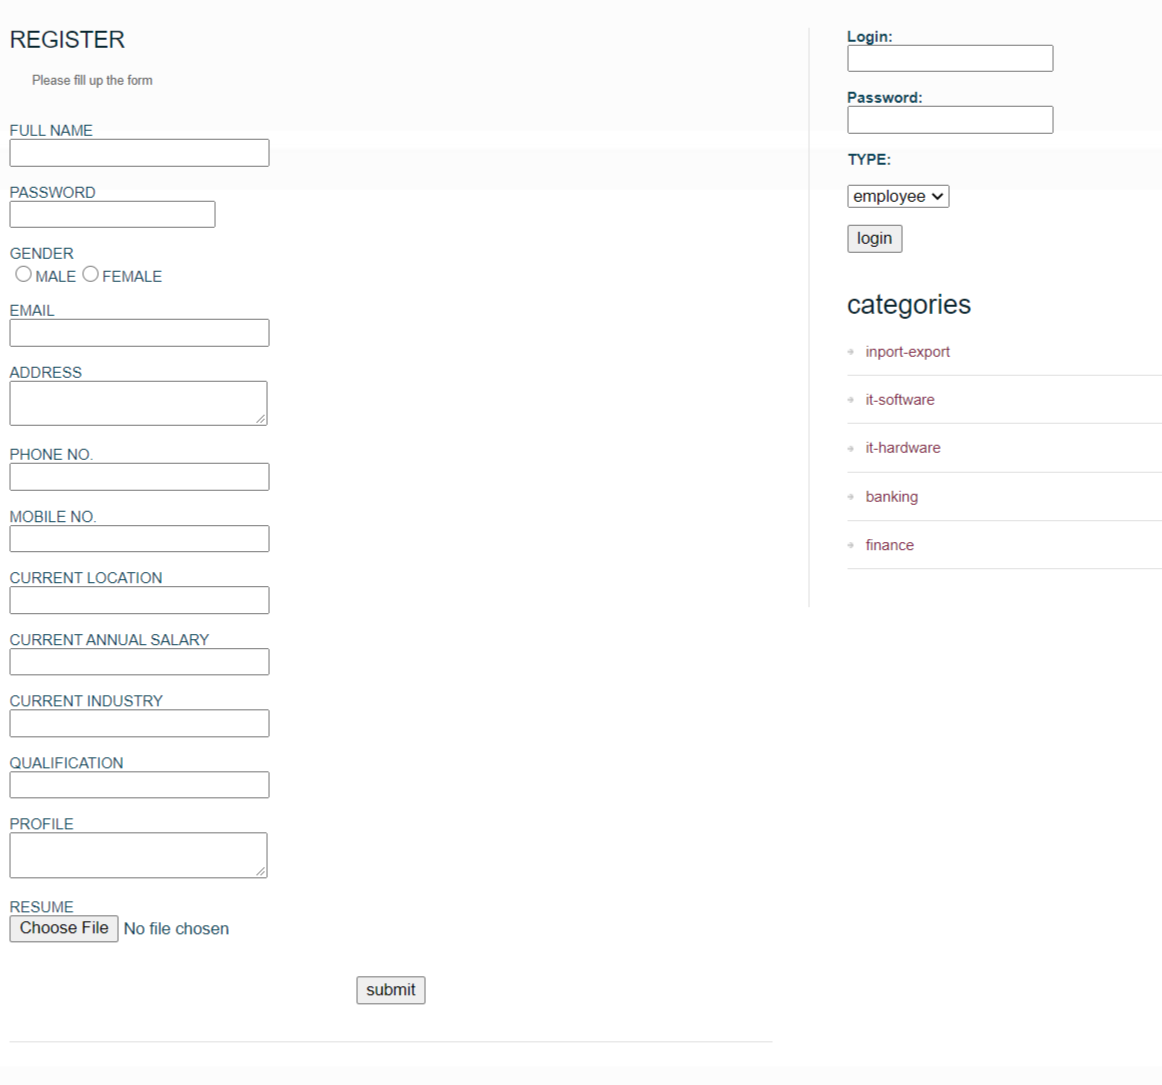 REGISTER
Please fill up the form
FULL NAME
PASSWORD
GENDER
MALE FEMALE
EMAIL
ADDRESS
PHONE NO.
MOBILE NO.
CURRENT LOCATION
CURRENT ANNUAL SALARY
CURRENT INDUSTRY
QUALIFICATION
PROFILE
RESUME
Choose File No file chosen
submit
Login:
Password:
TYPE:
employee
login
categories
inport-export
it-software
it-hardware
banking
finance